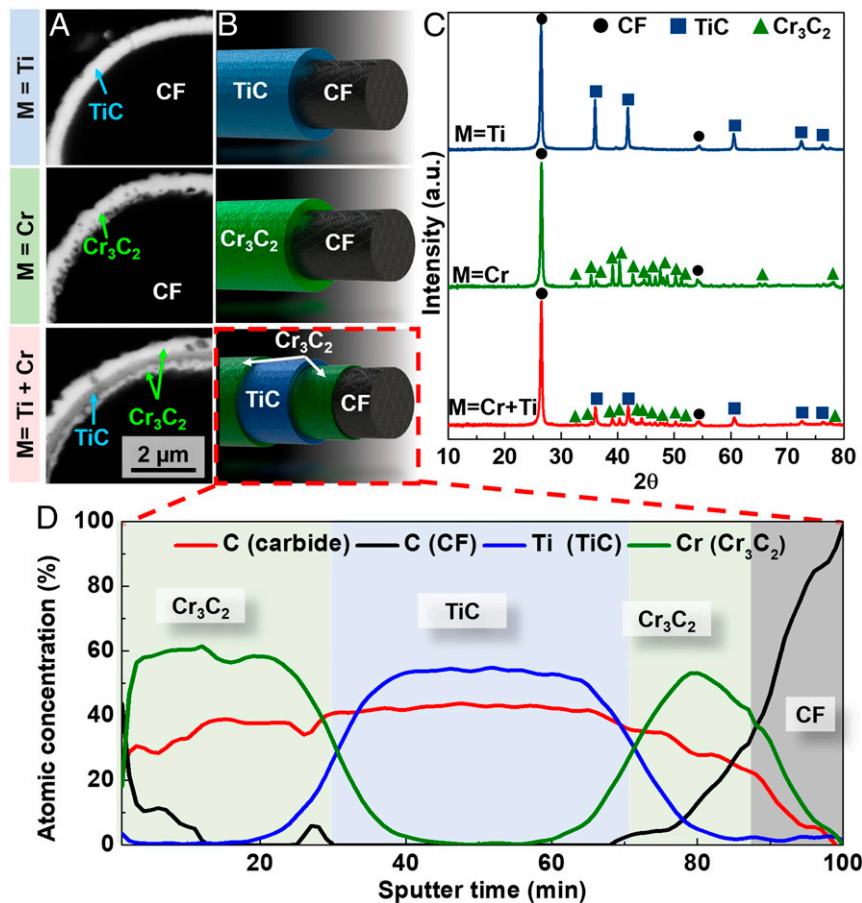 A
B
C
M = Ti
TiC
CF
TiC
CF
M = Cr
Cr₃C₂
CF
Cr₃C₂
CF
M= Ti + Cr
TiC
Cr₃C₂
2 µm
Cr₃C₂
TiC
CF
CF TiC Cr₃C₂
M=Ti
M=Cr
M=Cr+Ti
Intensity (a.u.)
10 20 30 40 50 60 70 80
2θ
D
C (carbide) C (CF) Ti (TiC) Cr (Cr₃C₂)
Cr₃C₂
TiC
Cr₃C₂
CF
100
80
60
40
20
0
Atomic concentration (%)
20 40 60 80 100
Sputter time (min)